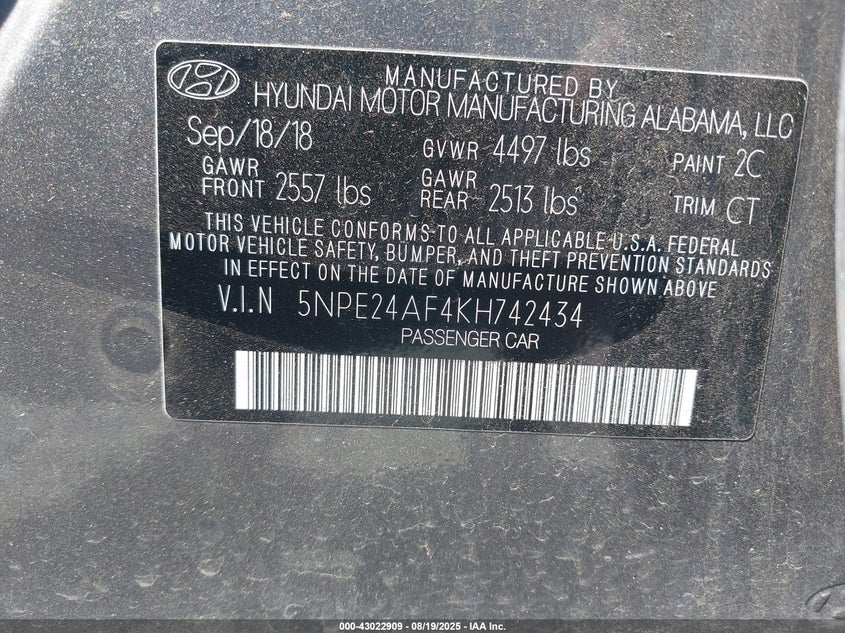 MANUFACTURED BY
HYUNDAI MOTOR MANUFACTURING ALABAMA, LLC
Sep/18/18 GVWR 4497 lbs PAINT 2C
GAWR FRONT 2557 lbs GAWR REAR 2513 lbs TRIM CT
THIS VEHICLE CONFORMS TO ALL APPLICABLE U.S.A. FEDERAL
MOTOR VEHICLE SAFETY, BUMPER, AND THEFT PREVENTION STANDARDS
IN EFFECT ON THE DATE OF MANUFACTURE SHOWN ABOVE
V.I.N 5NPE24AF4KH742434
PASSENGER CAR
000-43022909 - 08/19/2025 - IAA Inc.